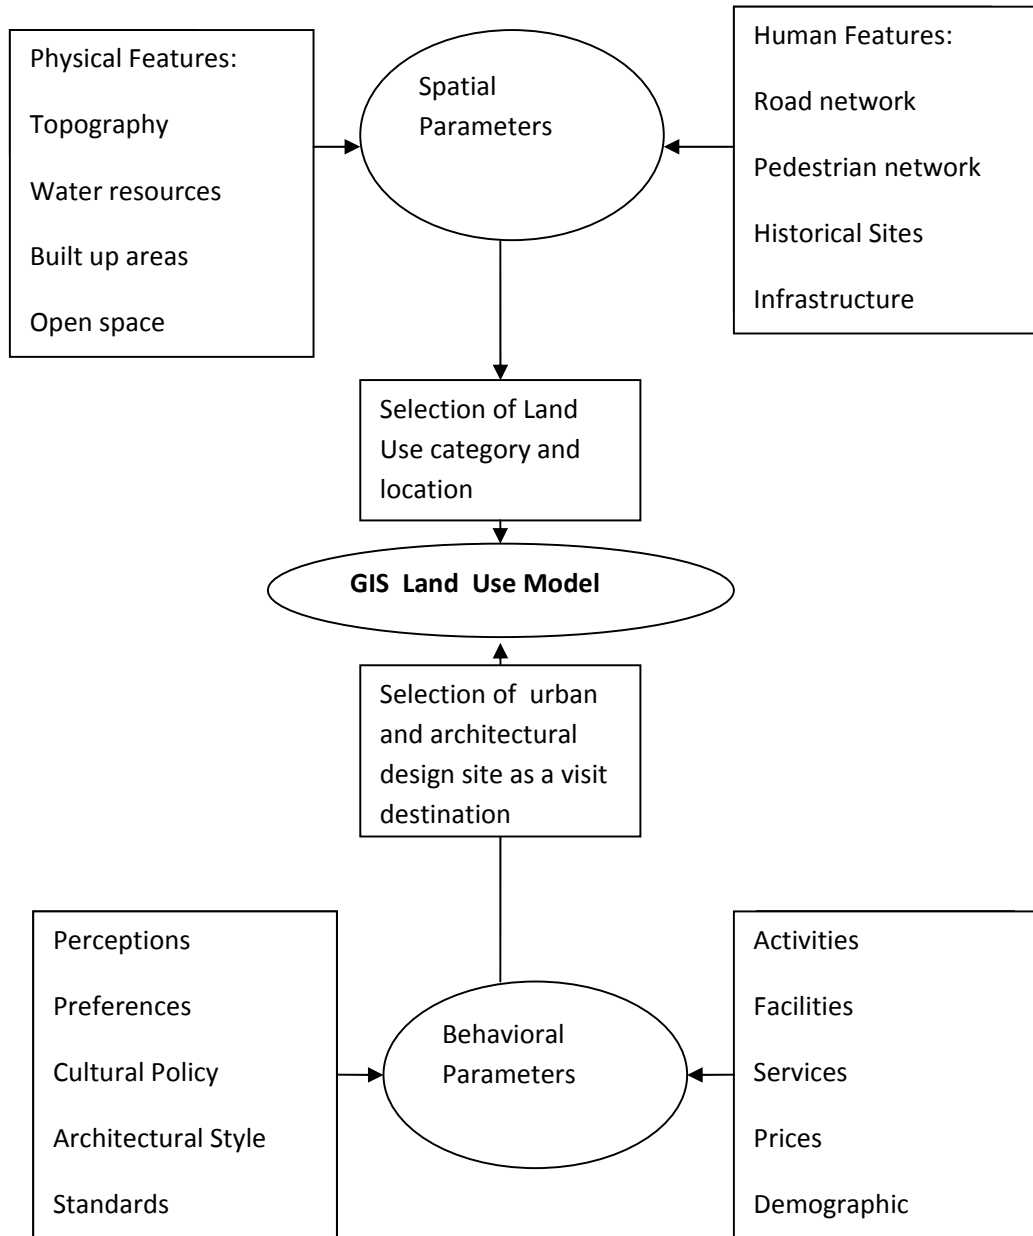 Physical Features:
Topography
Water resources
Built up areas
Open space
Spatial
Parameters
Human Features:
Road network
Pedestrian network
Historical Sites
Infrastructure
Selection of Land
Use category and
location
GIS Land Use Model
Selection of urban
and architectural
design site as a visit
destination
Perceptions
Preferences
Cultural Policy
Architectural Style
Standards
Behavioral
Parameters
Activities
Facilities
Services
Prices
Demographic